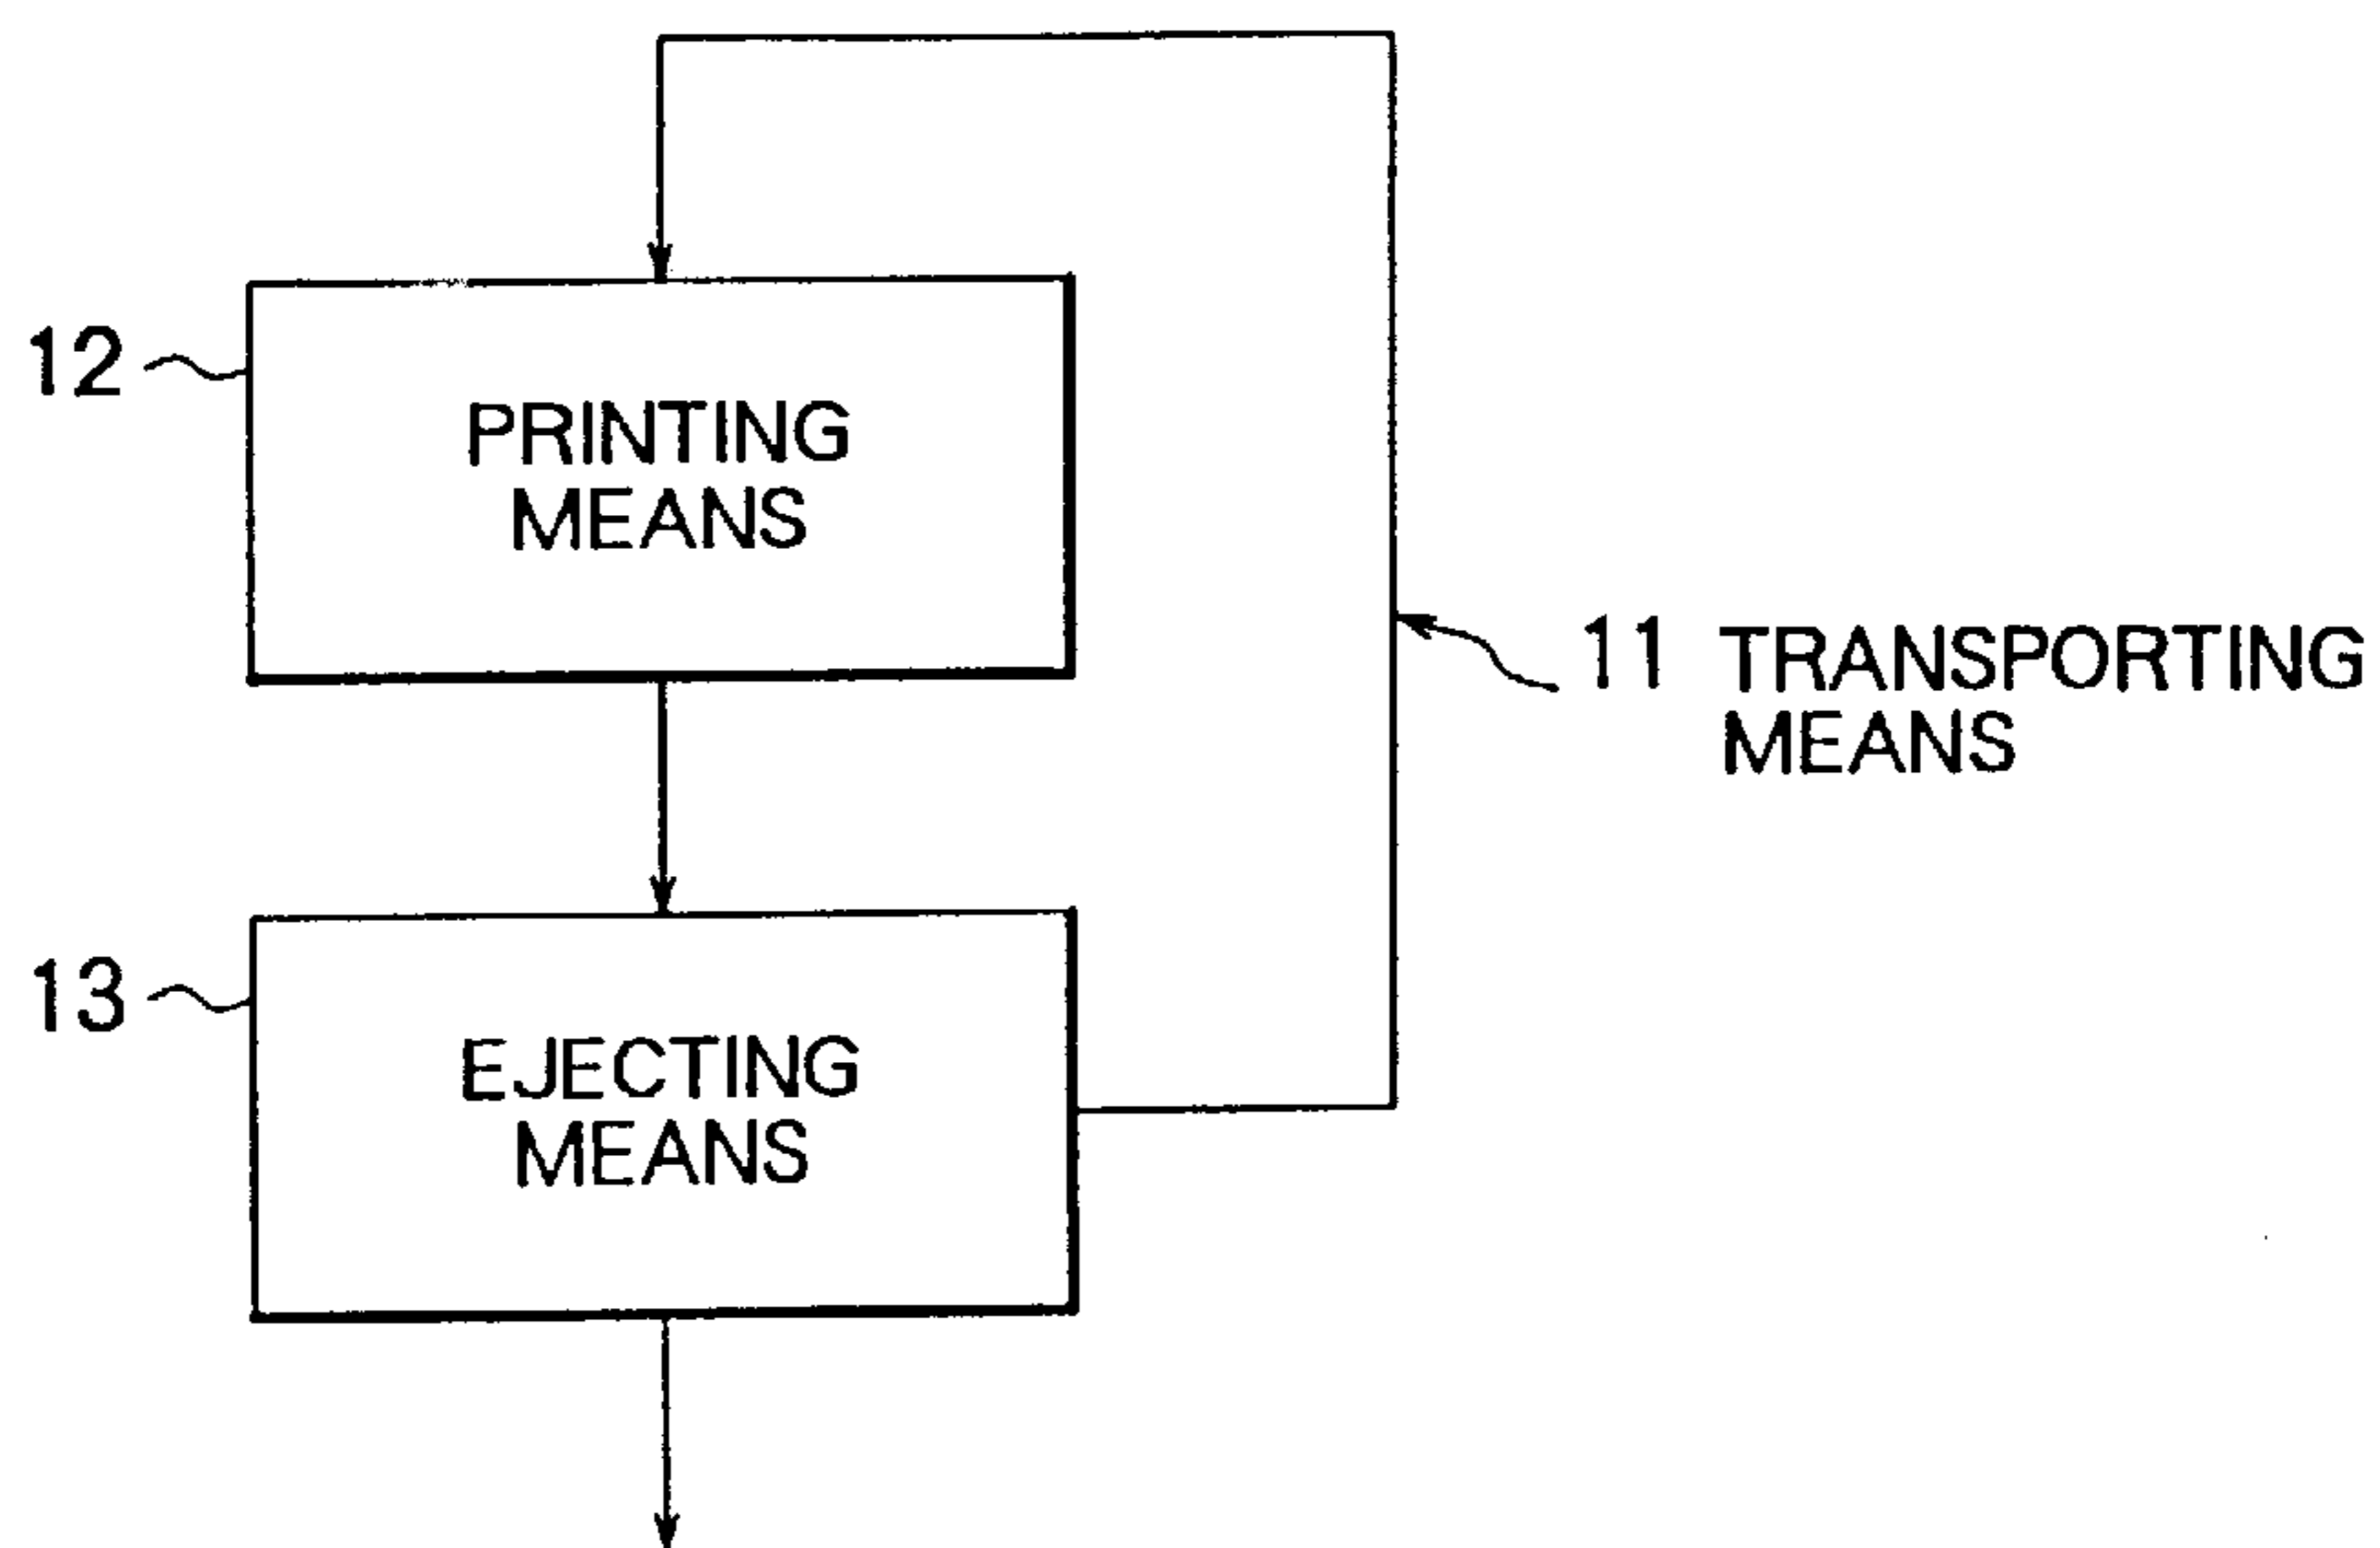 12
PRINTING
MEANS
11 TRANSPORTING
MEANS
13
EJECTING
MEANS